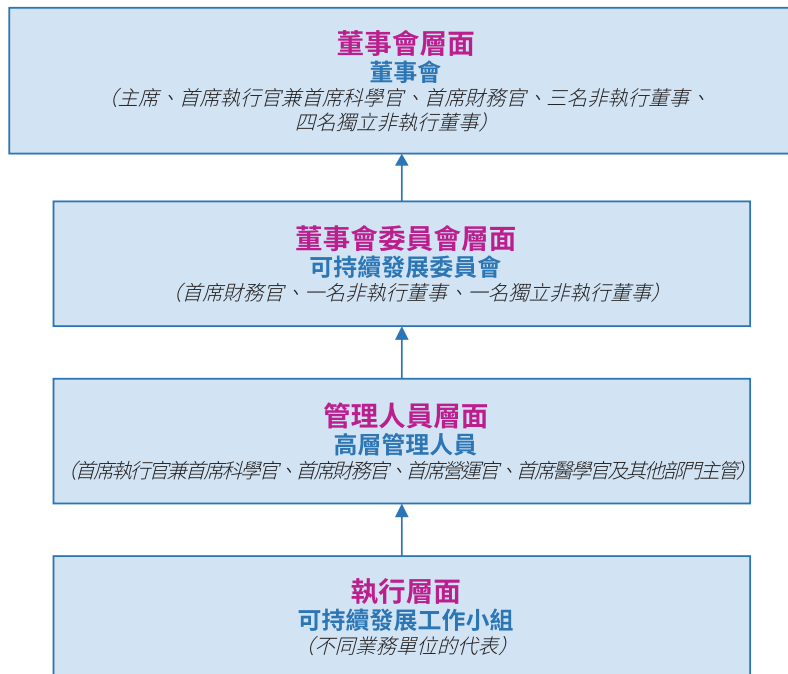 董事會層面
董事會
（主席、首席執行官兼首席科學官、首席財務官、三名非執行董事、
四名獨立非執行董事）
董事會委員會層面
可持續發展委員會
（首席財務官、一名非執行董事、一名獨立非執行董事）
管理人員層面
高層管理人員
（首席執行官兼首席科學官、首席財務官、首席營運官、首席醫學官及其他部門主管）
執行層面
可持續發展工作小組
（不同業務單位的代表）